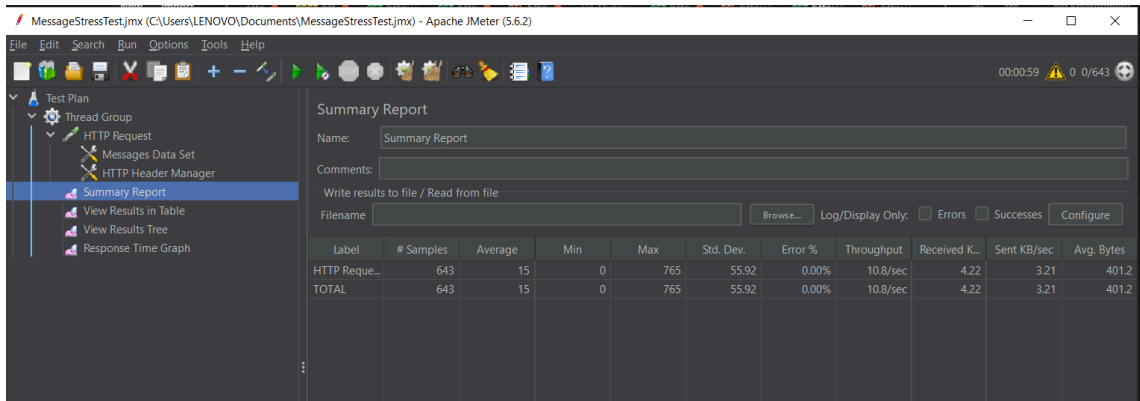 MessageStressTest.jmx (C:\Users\LENOVO\Documents\MessageStressTest.jmx) - Apache JMeter (5.6.2)
File Edit Search Run Options Tools Help
00:00:59 0 0/643
Test Plan
Thread Group
HTTP Request
Messages Data Set
HTTP Header Manager
Summary Report
View Results in Table
View Results Tree
Response Time Graph
Summary Report
Name: Summary Report
Comments:
Write results to file / Read from file
Filename Browse... Log/Display Only: Errors Successes Configure
Label # Samples Average Min Max Std. Dev. Error % Throughput Received K... Sent KB/sec Avg. Bytes
HTTP Reque... 643 15 0 765 55.92 0.00% 10.8/sec 4.22 3.21 401.2
TOTAL 643 15 0 765 55.92 0.00% 10.8/sec 4.22 3.21 401.2